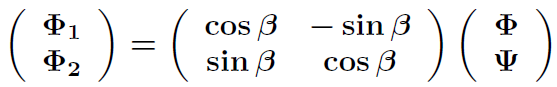 ( Φ₁ ) = ( cos β − sin β ) ( Φ )
( Φ₂ ) ( sin β cos β ) ( Ψ )